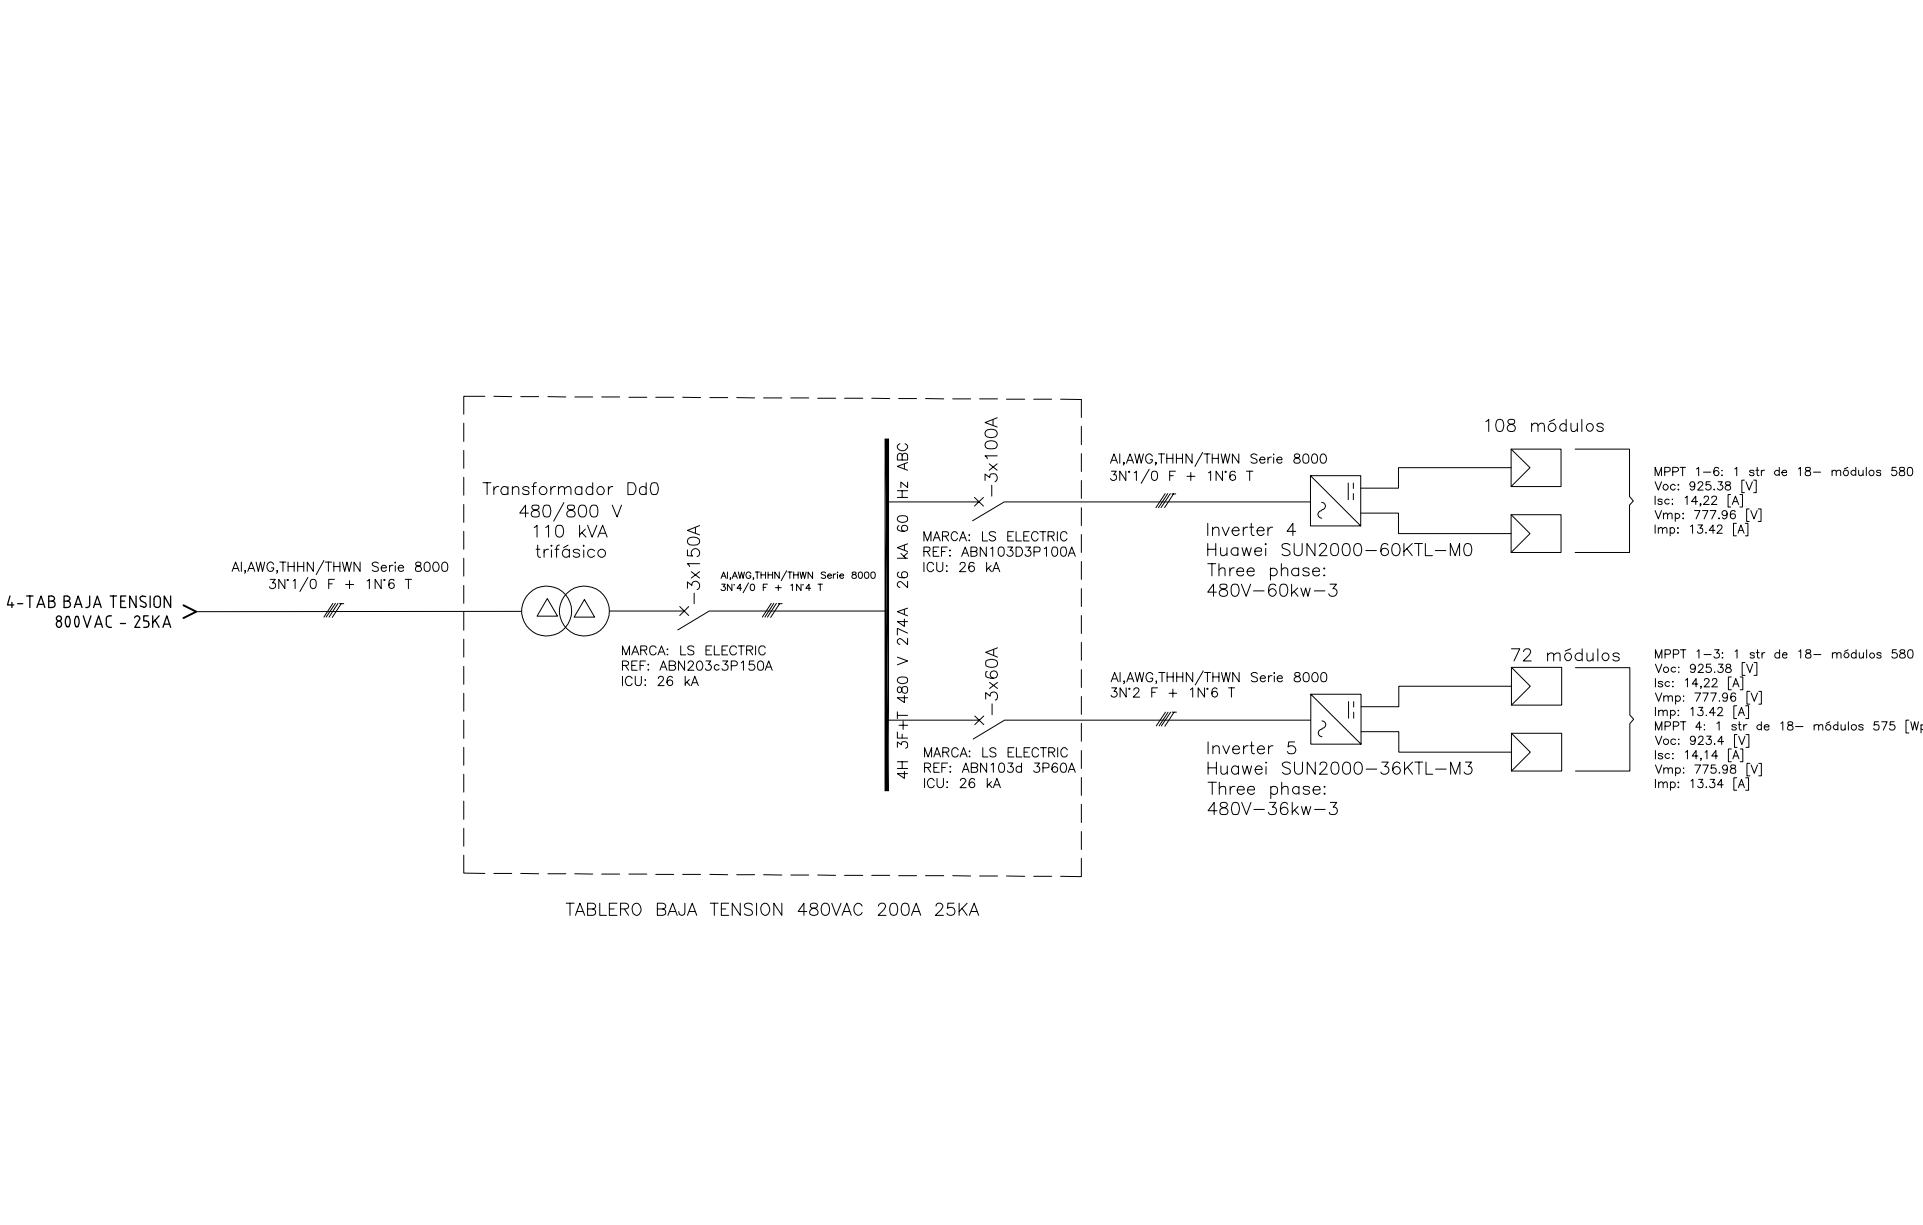 4-TAB BAJA TENSION
800VAC - 25KA
AI,AWG,THHN/THWN Serie 8000
3N°1/0 F + 1N°6 T
Transformador Dd0
480/800 V
110 kVA
trifásico
-3x150A
MARCA: LS ELECTRIC
REF: ABN203c3P150A
ICU: 26 kA
AI,AWG,THHN/THWN Serie 8000
3N°4/0 F + 1N°4 T
4H 3F+T 480 V 274A 26 kA 60 Hz ABC
-3x100A
MARCA: LS ELECTRIC
REF: ABN103D3P100A
ICU: 26 kA
-3x60A
MARCA: LS ELECTRIC
REF: ABN103d 3P60A
ICU: 26 kA
TABLERO BAJA TENSION 480VAC 200A 25KA
AI,AWG,THHN/THWN Serie 8000
3N°1/0 F + 1N°6 T
Inverter 4
Huawei SUN2000-60KTL-M0
Three phase:
480V-60kw-3
108 módulos
MPPT 1-6: 1 str de 18- módulos 580
Voc: 925.38 [V]
Isc: 14,22 [A]
Vmp: 777.96 [V]
Imp: 13.42 [A]
AI,AWG,THHN/THWN Serie 8000
3N°2 F + 1N°6 T
Inverter 5
Huawei SUN2000-36KTL-M3
Three phase:
480V-36kw-3
72 módulos
MPPT 1-3: 1 str de 18- módulos 580
Voc: 925.38 [V]
Isc: 14,22 [A]
Vmp: 777.96 [V]
Imp: 13.42 [A]
MPPT 4: 1 str de 18- módulos 575 [Wp
Voc: 923.4 [V]
Isc: 14,14 [A]
Vmp: 775.98 [V]
Imp: 13.34 [A]